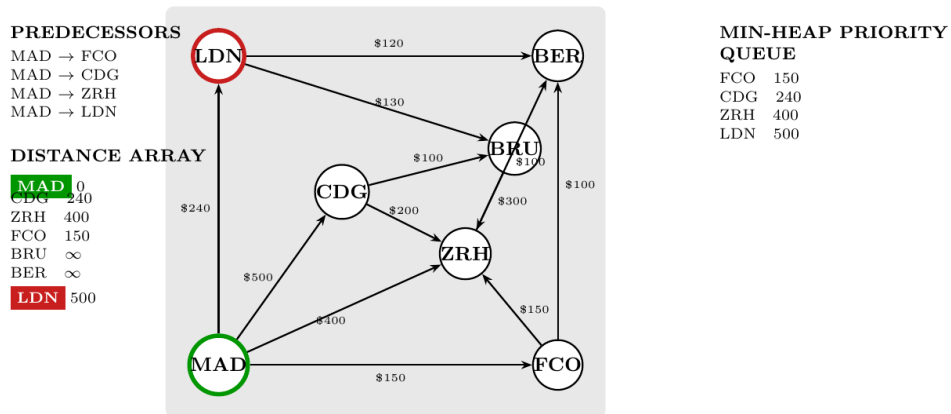 PREDECESSORS
MAD → FCO
MAD → CDG
MAD → ZRH
MAD → LDN
DISTANCE ARRAY
MAD 0
CDG 240
ZRH 400
FCO 150
BRU ∞
BER ∞
LDN 500
LDN
$120
BER
$130
BRU
$100
$100
CDG
$100
$240
$200
$300
ZRH
$500
$400
$150
MAD
$150
FCO
MIN-HEAP PRIORITY
QUEUE
FCO 150
CDG 240
ZRH 400
LDN 500